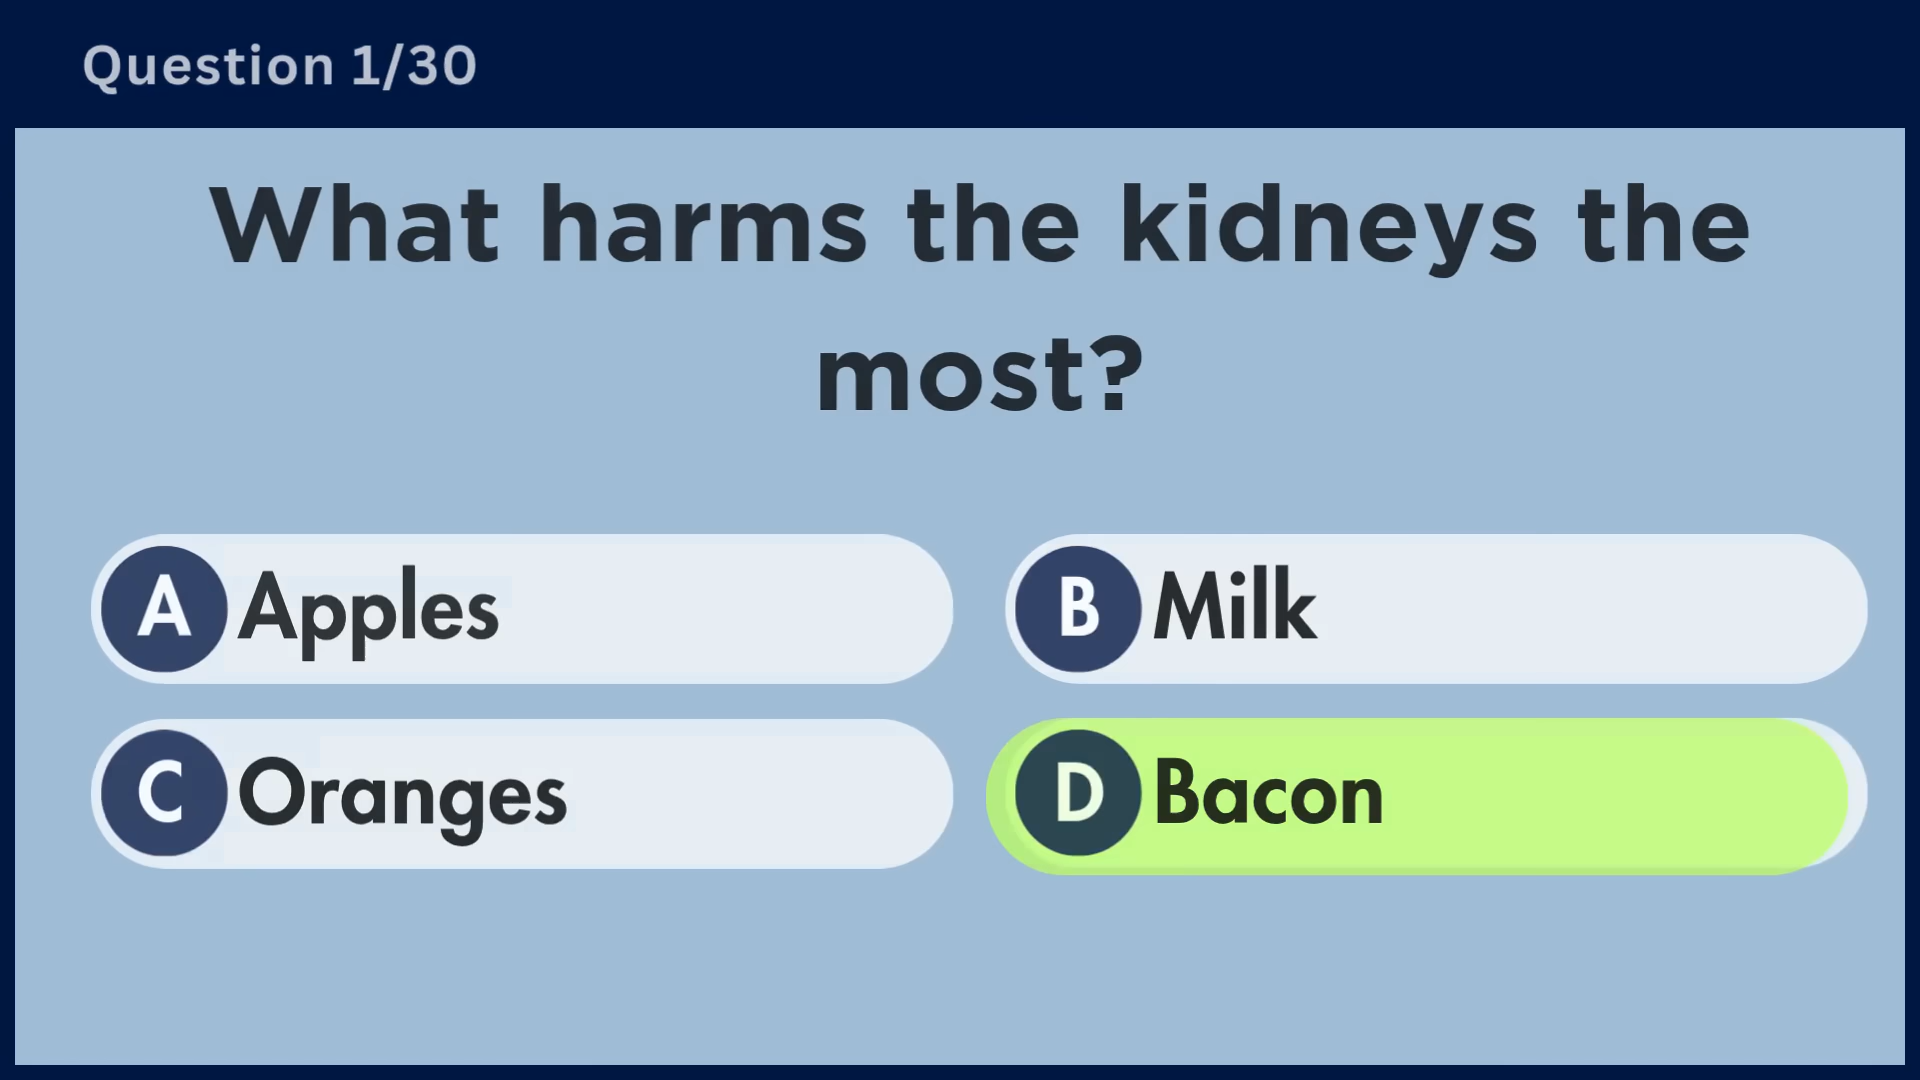 Question 1/30
What harms the kidneys the
most?
A Apples
B Milk
C Oranges
D Bacon